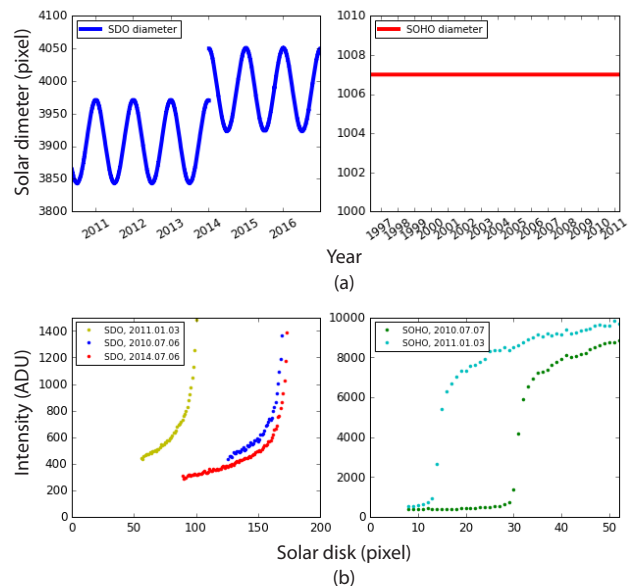 4100
4050
4000
3950
3900
3850
3800
SDO diameter
Solar dimeter (pixel)
2011 2012 2013 2014 2015 2016
1010
1008
1006
1004
1002
1000
SOHO diameter
1997 1998 1999 2000 2001 2002 2003 2004 2005 2006 2007 2008 2009 2010 2011
Year
(a)
1400
1200
1000
800
600
400
200
0
SDO, 2011.01.03
SDO, 2010.07.06
SDO, 2014.07.06
Intensity (ADU)
0 50 100 150 200
10000
8000
6000
4000
2000
0
SOHO, 2010.07.07
SOHO, 2011.01.03
0 10 20 30 40 50
Solar disk (pixel)
(b)